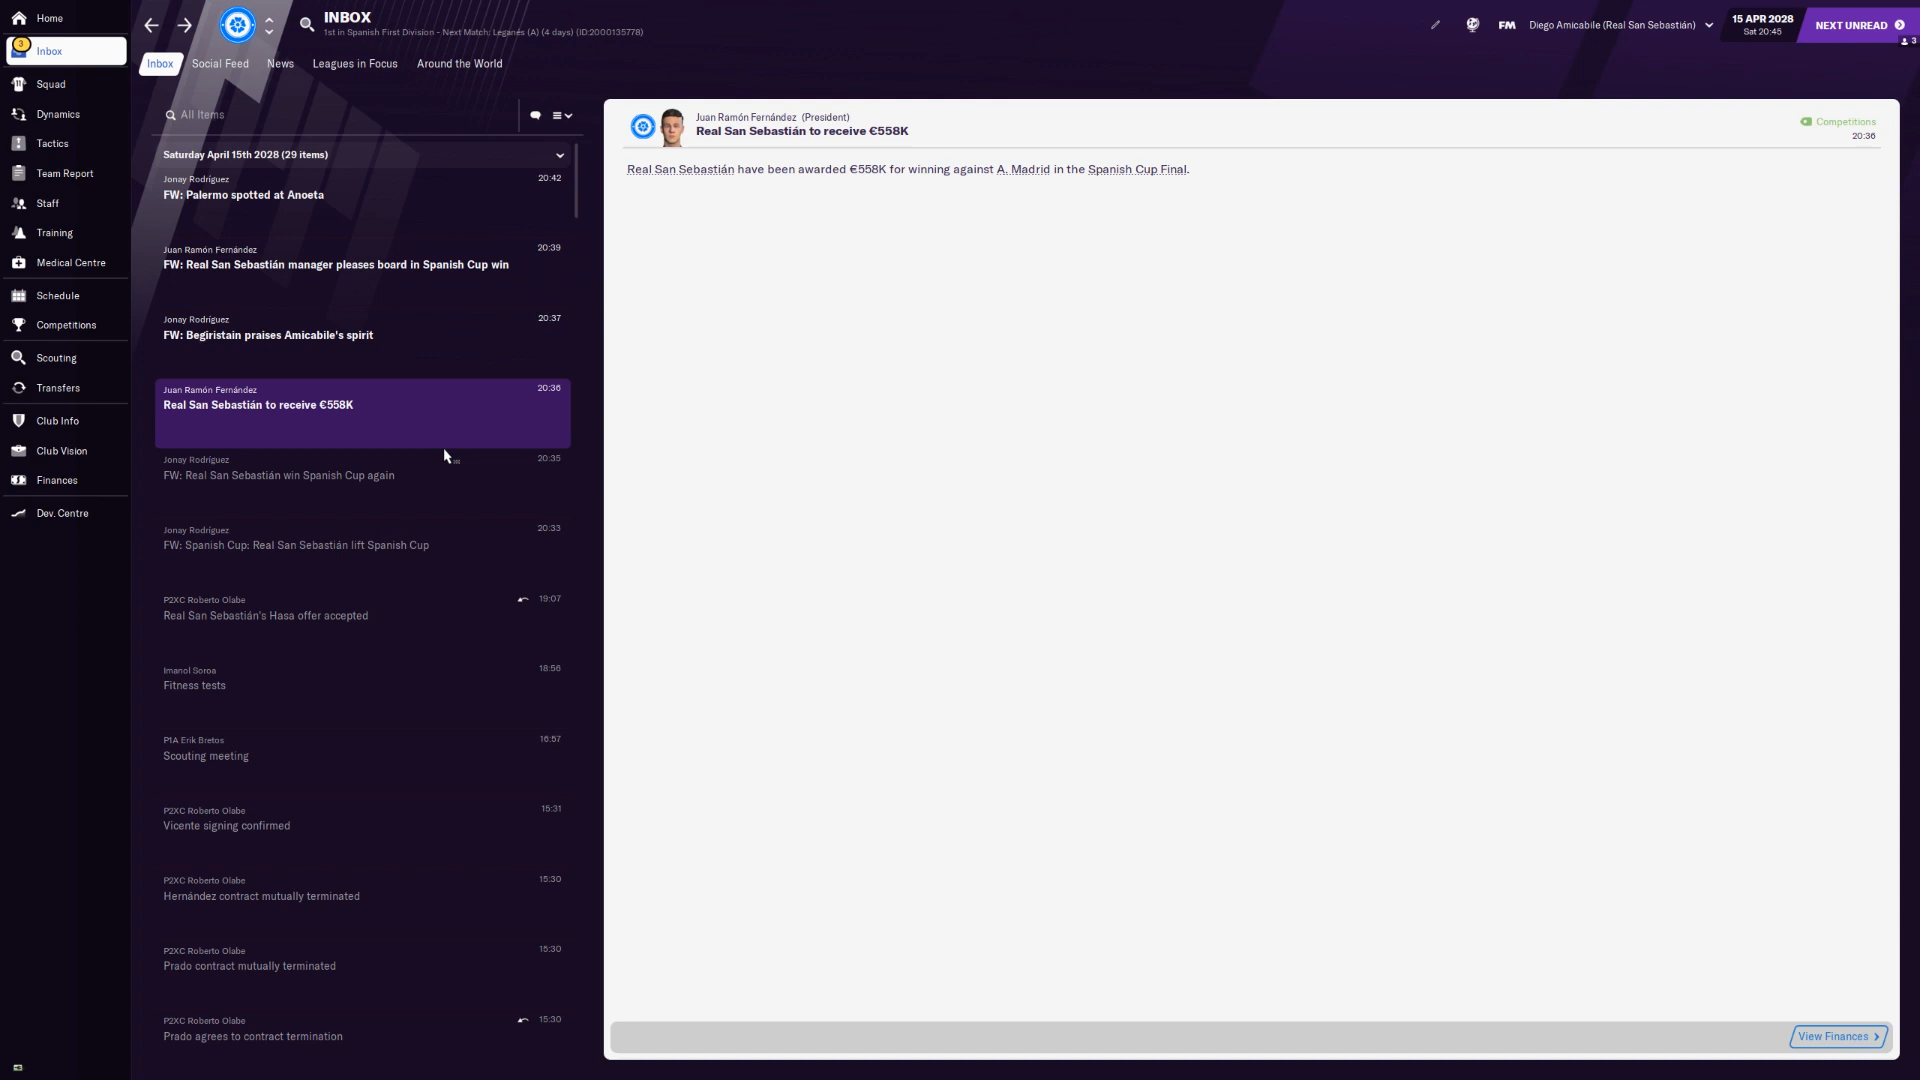 Home
3
Inbox
Squad
Dynamics
Tactics
Team Report
Staff
Training
Medical Centre
Schedule
Competitions
Scouting
Transfers
Club Info
Club Vision
Finances
Dev. Centre
INBOX
1st in Spanish First Division - Next Match: Leganés (A) (4 days) (ID:2000135778)
FM
Diego Amicabile (Real San Sebastián)
15 APR 2028
Sat 20:45
NEXT UNREAD
3
Inbox
Social Feed
News
Leagues in Focus
Around the World
All Items
Saturday April 15th 2028 (29 items)
Jonay Rodríguez 20:42
FW: Palermo spotted at Anoeta
Juan Ramón Fernández 20:39
FW: Real San Sebastián manager pleases board in Spanish Cup win
Jonay Rodríguez 20:37
FW: Begiristain praises Amicabile's spirit
Juan Ramón Fernández 20:36
Real San Sebastián to receive €558K
Jonay Rodríguez 20:35
FW: Real San Sebastián win Spanish Cup again
Jonay Rodríguez 20:33
FW: Spanish Cup: Real San Sebastián lift Spanish Cup
P2XC Roberto Olabe 19:07
Real San Sebastián's Hasa offer accepted
Imanol Soroa 18:56
Fitness tests
P1A Erik Bretos 16:57
Scouting meeting
P2XC Roberto Olabe 15:31
Vicente signing confirmed
P2XC Roberto Olabe 15:30
Hernández contract mutually terminated
P2XC Roberto Olabe 15:30
Prado contract mutually terminated
P2XC Roberto Olabe 15:30
Prado agrees to contract termination
Juan Ramón Fernández (President)
Real San Sebastián to receive €558K
Competitions
20:36
Real San Sebastián have been awarded €558K for winning against A. Madrid in the Spanish Cup Final.
View Finances